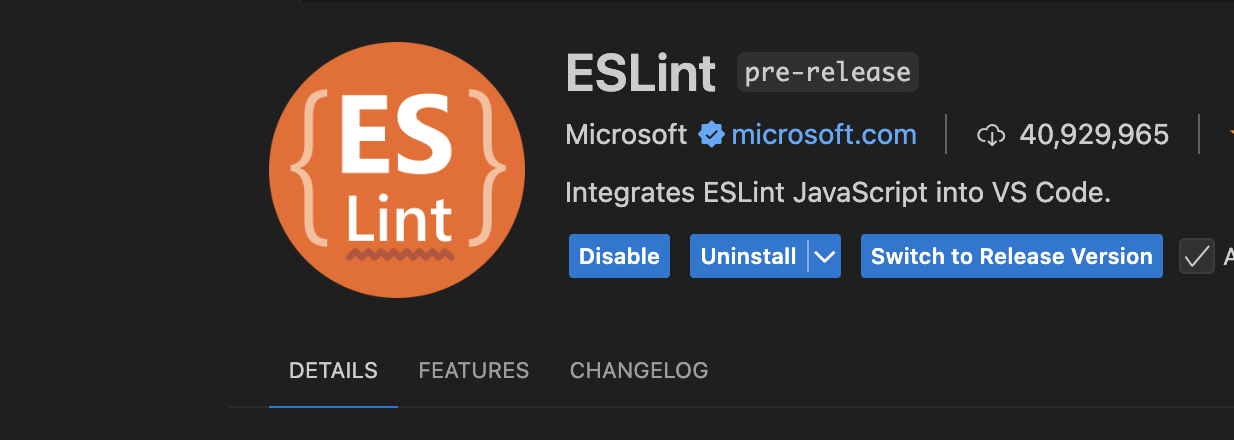 {ES}
Lint
ESLint pre-release
Microsoft microsoft.com 40,929,965
Integrates ESLint JavaScript into VS Code.
Disable Uninstall Switch to Release Version
DETAILS FEATURES CHANGELOG